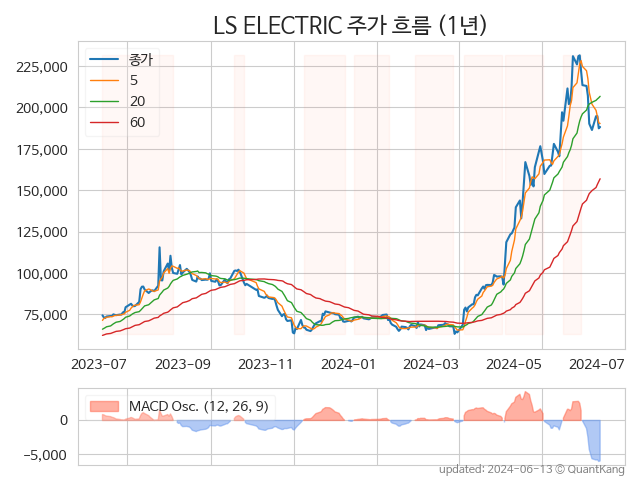 LS ELECTRIC 주가 흐름 (1년)
종가
5
20
60
225,000
200,000
175,000
150,000
125,000
100,000
75,000
2023-07 2023-09 2023-11 2024-01 2024-03 2024-05 2024-07
MACD Osc. (12, 26, 9)
0
−5,000
updated: 2024-06-13 © QuantKang